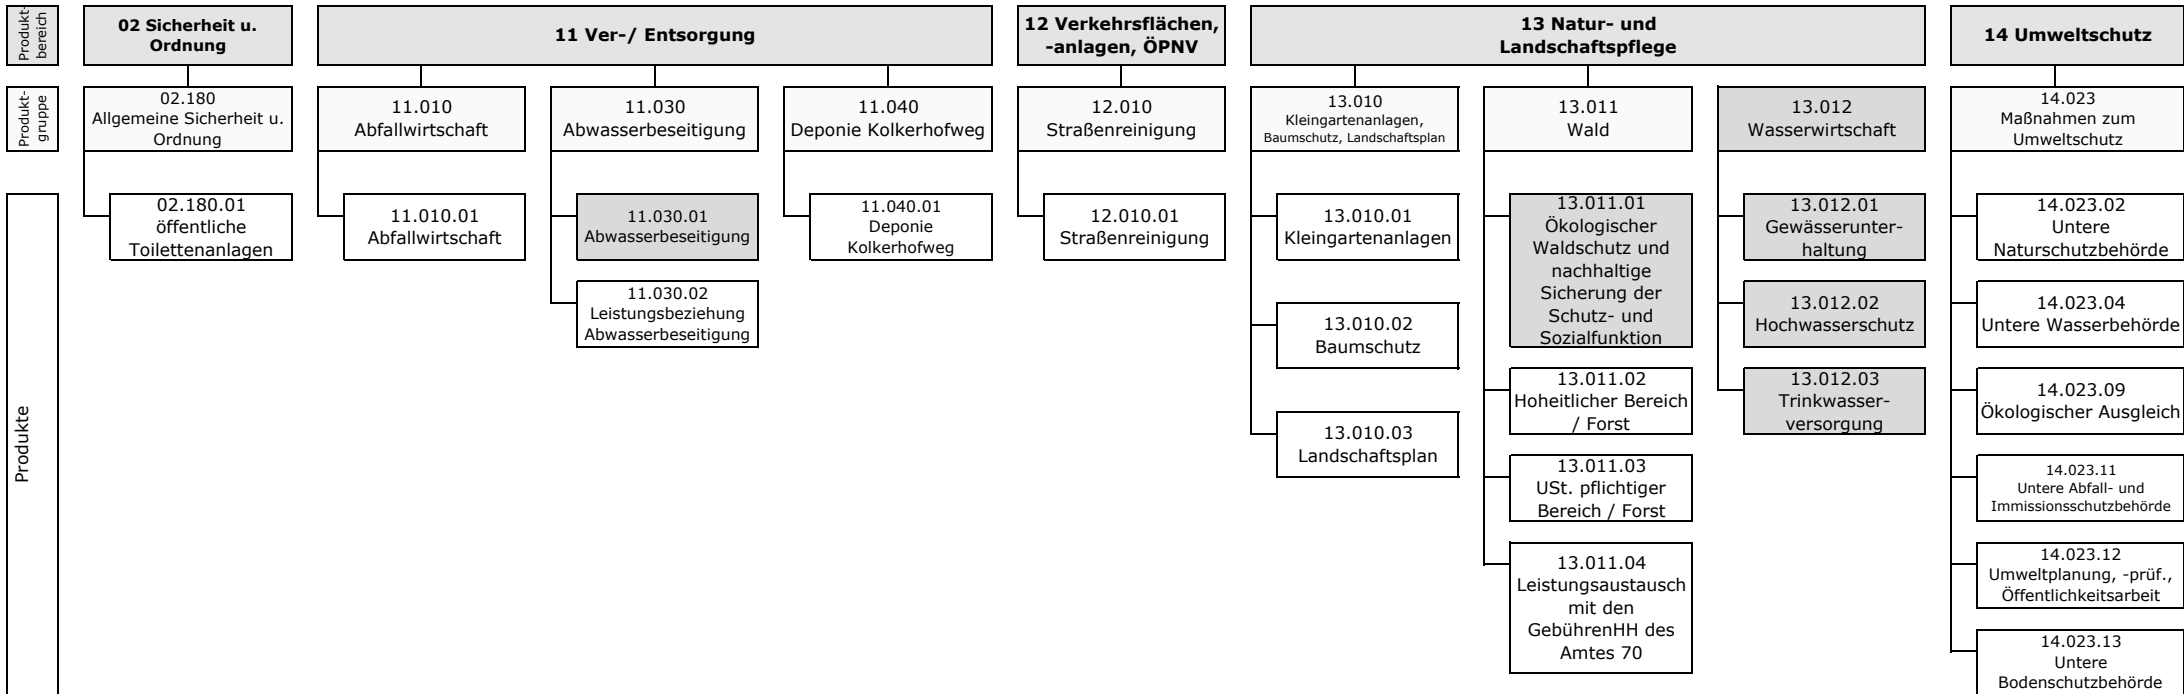 Produkt-
bereich
02 Sicherheit u.
Ordnung
11 Ver-/ Entsorgung
12 Verkehrsflächen,
-anlagen, ÖPNV
13 Natur- und
Landschaftspflege
14 Umweltschutz
Produkt-
gruppe
02.180
Allgemeine Sicherheit u.
Ordnung
11.010
Abfallwirtschaft
11.030
Abwasserbeseitigung
11.040
Deponie Kolkerhofweg
12.010
Straßenreinigung
13.010
Kleingartenanlagen,
Baumschutz, Landschaftsplan
13.011
Wald
13.012
Wasserwirtschaft
14.023
Maßnahmen zum
Umweltschutz
Produkte
02.180.01
öffentliche
Toilettenanlagen
11.010.01
Abfallwirtschaft
11.030.01
Abwasserbeseitigung
11.030.02
Leistungsbeziehung
Abwasserbeseitigung
11.040.01
Deponie
Kolkerhofweg
12.010.01
Straßenreinigung
13.010.01
Kleingartenanlagen
13.010.02
Baumschutz
13.010.03
Landschaftsplan
13.011.01
Ökologischer
Waldschutz und
nachhaltige
Sicherung der
Schutz- und
Sozialfunktion
13.011.02
Hoheitlicher Bereich
/ Forst
13.011.03
USt. pflichtiger
Bereich / Forst
13.011.04
Leistungsaustausch
mit den
GebührenHH des
Amtes 70
13.012.01
Gewässerunter-
haltung
13.012.02
Hochwasserschutz
13.012.03
Trinkwasser-
versorgung
14.023.02
Untere
Naturschutzbehörde
14.023.04
Untere Wasserbehörde
14.023.09
Ökologischer Ausgleich
14.023.11
Untere Abfall- und
Immissionsschutzbehörde
14.023.12
Umweltplanung, -prüf.,
Öffentlichkeitsarbeit
14.023.13
Untere
Bodenschutzbehörde